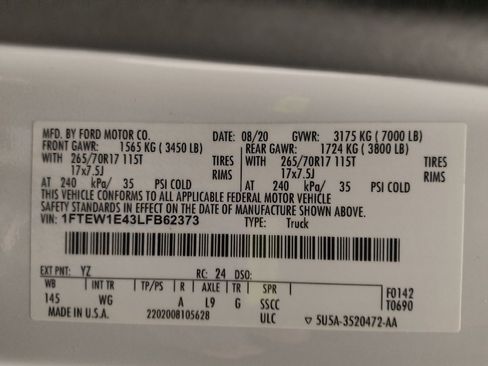 MFD. BY FORD MOTOR CO. DATE: 08/20 GVWR: 3175 KG ( 7000 LB)
FRONT GAWR: 1565 KG ( 3450 LB) REAR GAWR: 1724 KG ( 3800 LB)
WITH 265/70R17 115T TIRES WITH 265/70R17 115T TIRES
17x7.5J RIMS 17x7.5J RIMS
AT 240 kPa/ 35 PSI COLD AT 240 kPa/ 35 PSI COLD
THIS VEHICLE CONFORMS TO ALL APPLICABLE FEDERAL MOTOR VEHICLE
SAFETY STANDARDS IN EFFECT ON THE DATE OF MANUFACTURE SHOWN ABOVE.
VIN: 1FTEW1E43LFB62373 TYPE: Truck
EXT PNT: YZ RC: 24 DSO:
WB INT TR TP/PS R AXLE TR SPR F0142
145 WG A L9 G SSCC T0690
MADE IN U.S.A. 2202008105628 ULC ▽ 5U5A-3520472-AA